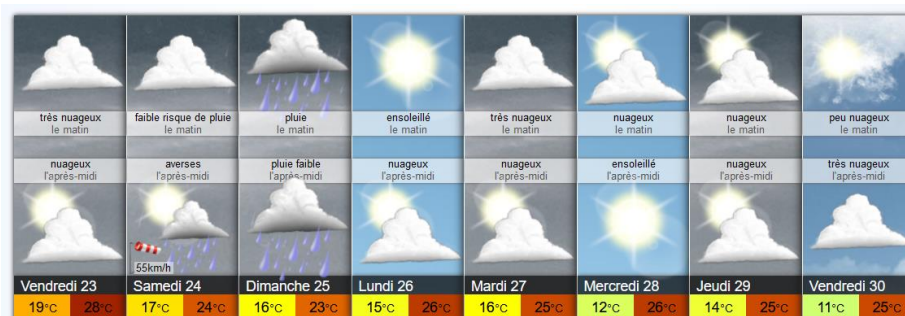 très nuageux faible risque de pluie pluie ensoleillé très nuageux nuageux nuageux peu nuageux
le matin le matin le matin le matin le matin le matin le matin le matin
nuageux averses pluie faible nuageux nuageux ensoleillé nuageux très nuageux
l'après-midi l'après-midi l'après-midi l'après-midi l'après-midi l'après-midi l'après-midi l'après-midi
55km/h
Vendredi 23 Samedi 24 Dimanche 25 Lundi 26 Mardi 27 Mercredi 28 Jeudi 29 Vendredi 30
19°C 28°C 17°C 24°C 16°C 23°C 15°C 26°C 16°C 25°C 12°C 26°C 14°C 25°C 11°C 25°C